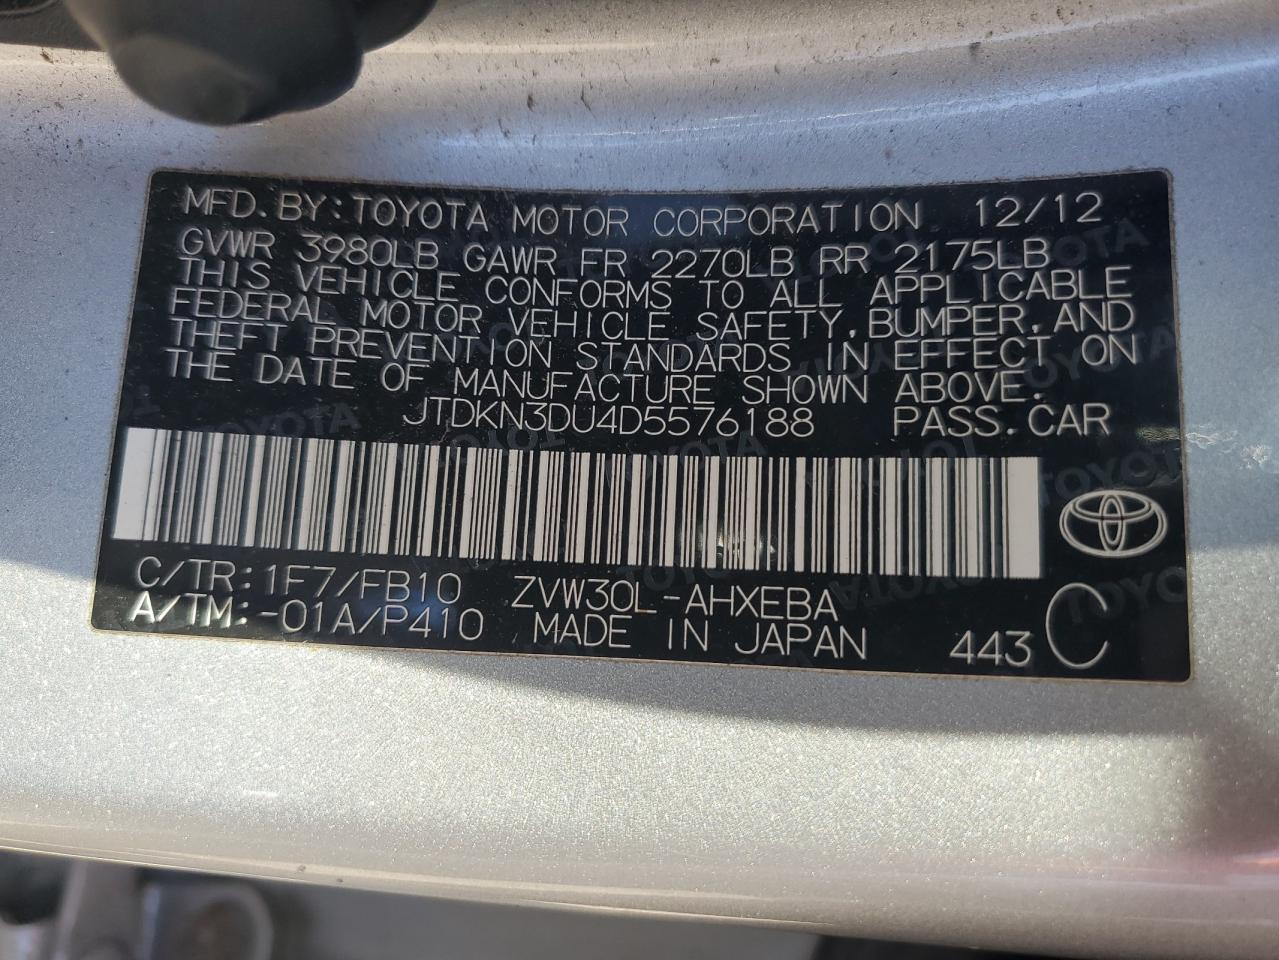 MFD. BY: TOYOTA MOTOR CORPORATION 12/12
GVWR 3980LB GAWR FR 2270LB RR 2175LB
THIS VEHICLE CONFORMS TO ALL APPLICABLE
FEDERAL MOTOR VEHICLE SAFETY, BUMPER, AND
THEFT PREVENTION STANDARDS IN EFFECT ON
THE DATE OF MANUFACTURE SHOWN ABOVE.
JTDKN3DU4D5576188 PASS. CAR
C/TR: 1F7/FB10 ZVW30L-AHXEBA
A/TM: -01A/P410 MADE IN JAPAN 443 C